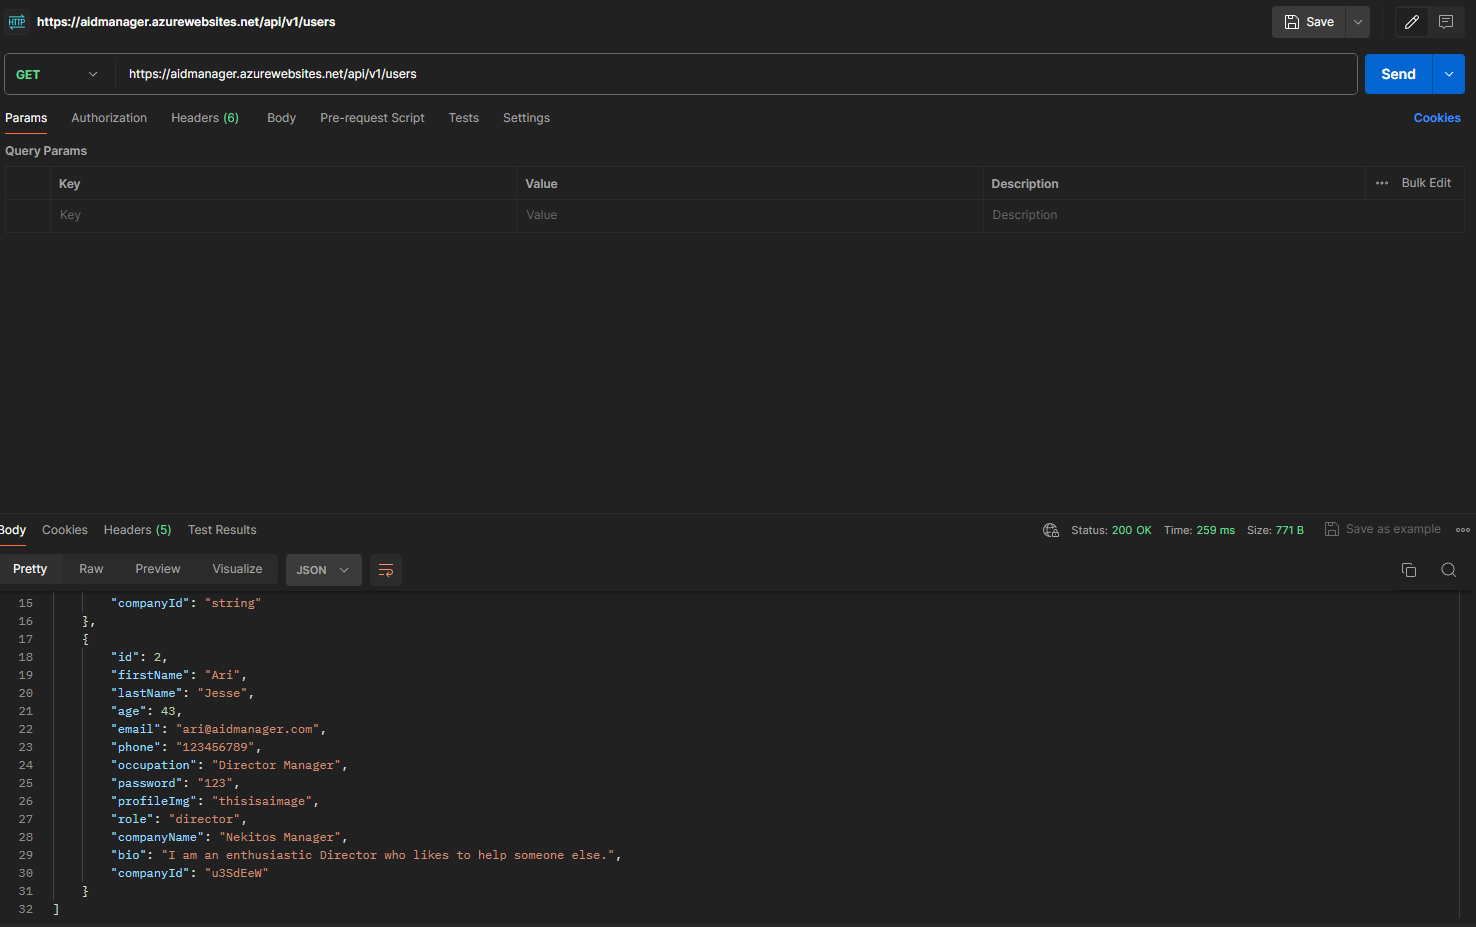 HTTP https://aidmanager.azurewebsites.net/api/v1/users Save
GET https://aidmanager.azurewebsites.net/api/v1/users Send
Params Authorization Headers (6) Body Pre-request Script Tests Settings Cookies
Query Params
Key Value Description ••• Bulk Edit
Key Value Description
Body Cookies Headers (5) Test Results Status: 200 OK Time: 259 ms Size: 771 B Save as example
Pretty Raw Preview Visualize JSON
15 "companyId": "string"
16 },
17 {
18 "id": 2,
19 "firstName": "Ari",
20 "lastName": "Jesse",
21 "age": 43,
22 "email": "ari@aidmanager.com",
23 "phone": "123456789",
24 "occupation": "Director Manager",
25 "password": "123",
26 "profileImg": "thisisaimage",
27 "role": "director",
28 "companyName": "Nekitos Manager",
29 "bio": "I am an enthusiastic Director who likes to help someone else.",
30 "companyId": "u3SdEeW"
31 }
32 ]